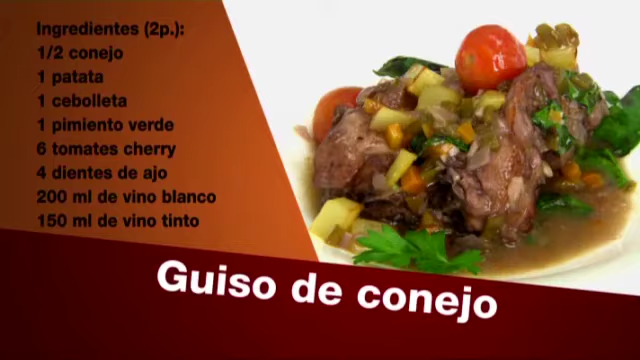 Ingredientes (2p.):
1/2 conejo
1 patata
1 cebolleta
1 pimiento verde
6 tomates cherry
4 dientes de ajo
200 ml de vino blanco
150 ml de vino tinto
Guiso de conejo